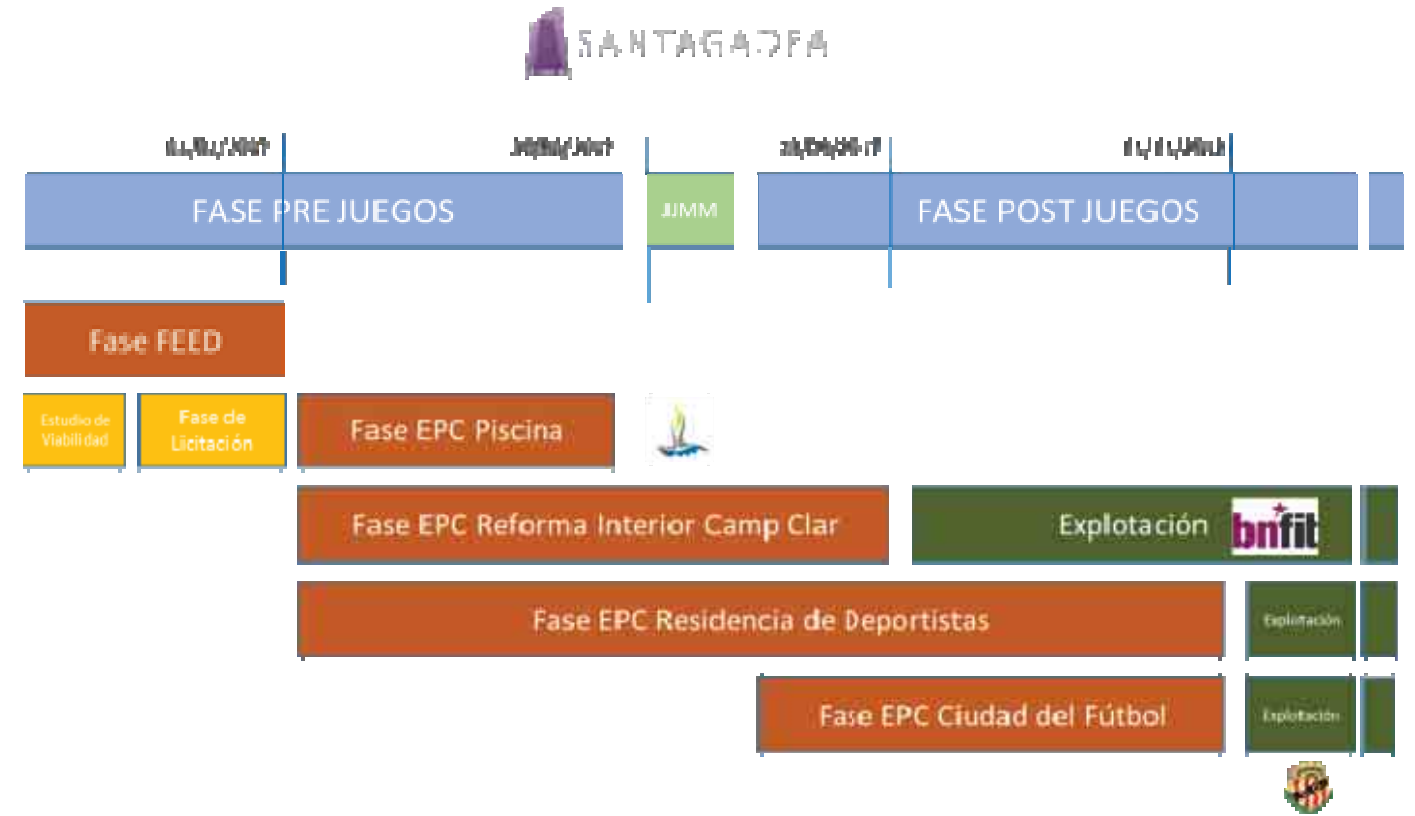 SANTAGADEA
FASE PRE JUEGOS
JJMM
FASE POST JUEGOS
Fase FEED
Estudio de
Viabilidad
Fase de
Licitación
Fase EPC Piscina
Fase EPC Reforma Interior Camp Clar
Explotación
bnfit
Fase EPC Residencia de Deportistas
Explotación
Fase EPC Ciudad del Fútbol
Explotación